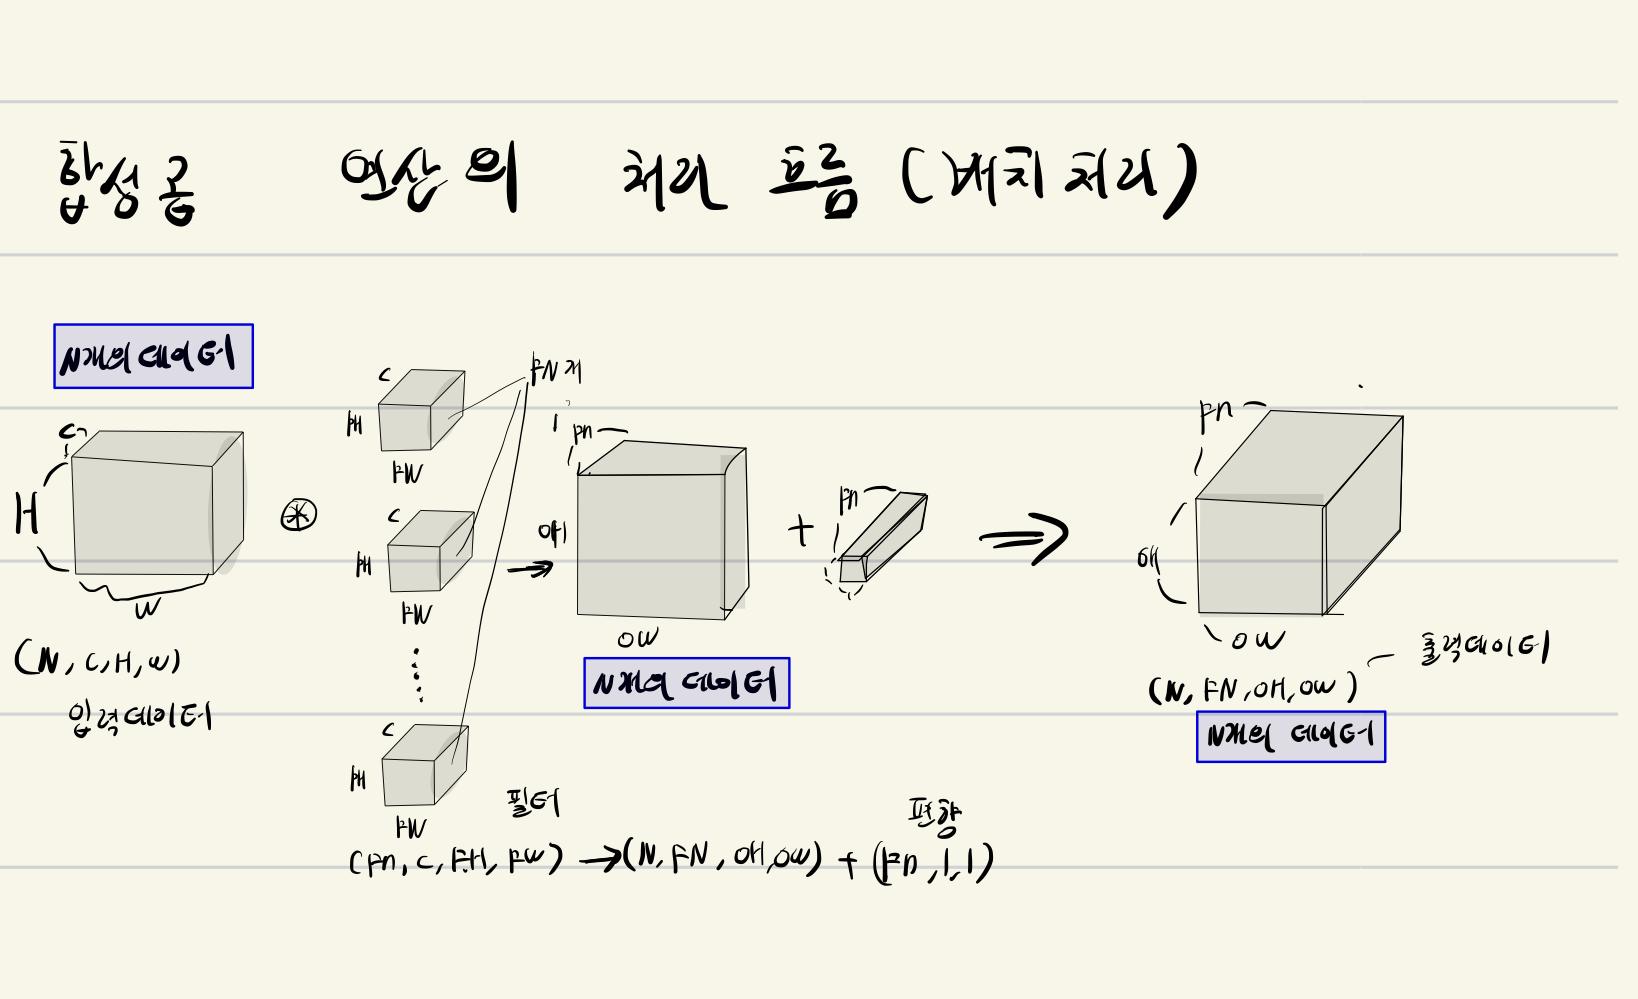 합성곱 연산의 처리 흐름 (배치 처리)
N개의 데이터
C
H
W
(N, C, H, W)
입력데이터
C
FH
FW
C
FH
FW
C
FH
FW
FN개
필터
(Fn, C, FH, FW) → (N, FN, OH, OW) + (Fn, 1, 1)
Fn
OH
OW
N개의 데이터
+
Fn
편향
Fn
OH
OW
출력데이터
(N, FN, OH, OW)
N개의 데이터